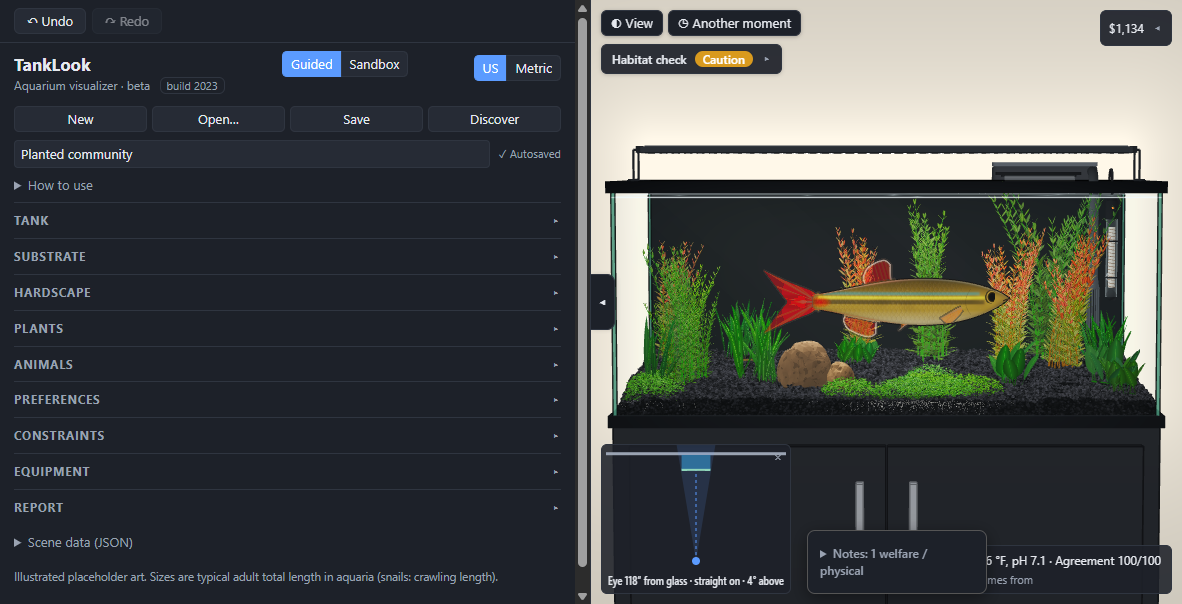 Undo
Redo
TankLook
Aquarium visualizer · beta
build 2023
Guided
Sandbox
US
Metric
New
Open...
Save
Discover
Planted community
✓ Autosaved
How to use
TANK
SUBSTRATE
HARDSCAPE
PLANTS
ANIMALS
PREFERENCES
CONSTRAINTS
EQUIPMENT
REPORT
Scene data (JSON)
Illustrated placeholder art. Sizes are typical adult total length in aquaria (snails: crawling length).
View
Another moment
$1,134
Habitat check
Caution
Eye 118" from glass · straight on · 4° above
Notes: 1 welfare /
physical
6 °F, pH 7.1 · Agreement 100/100
mes from